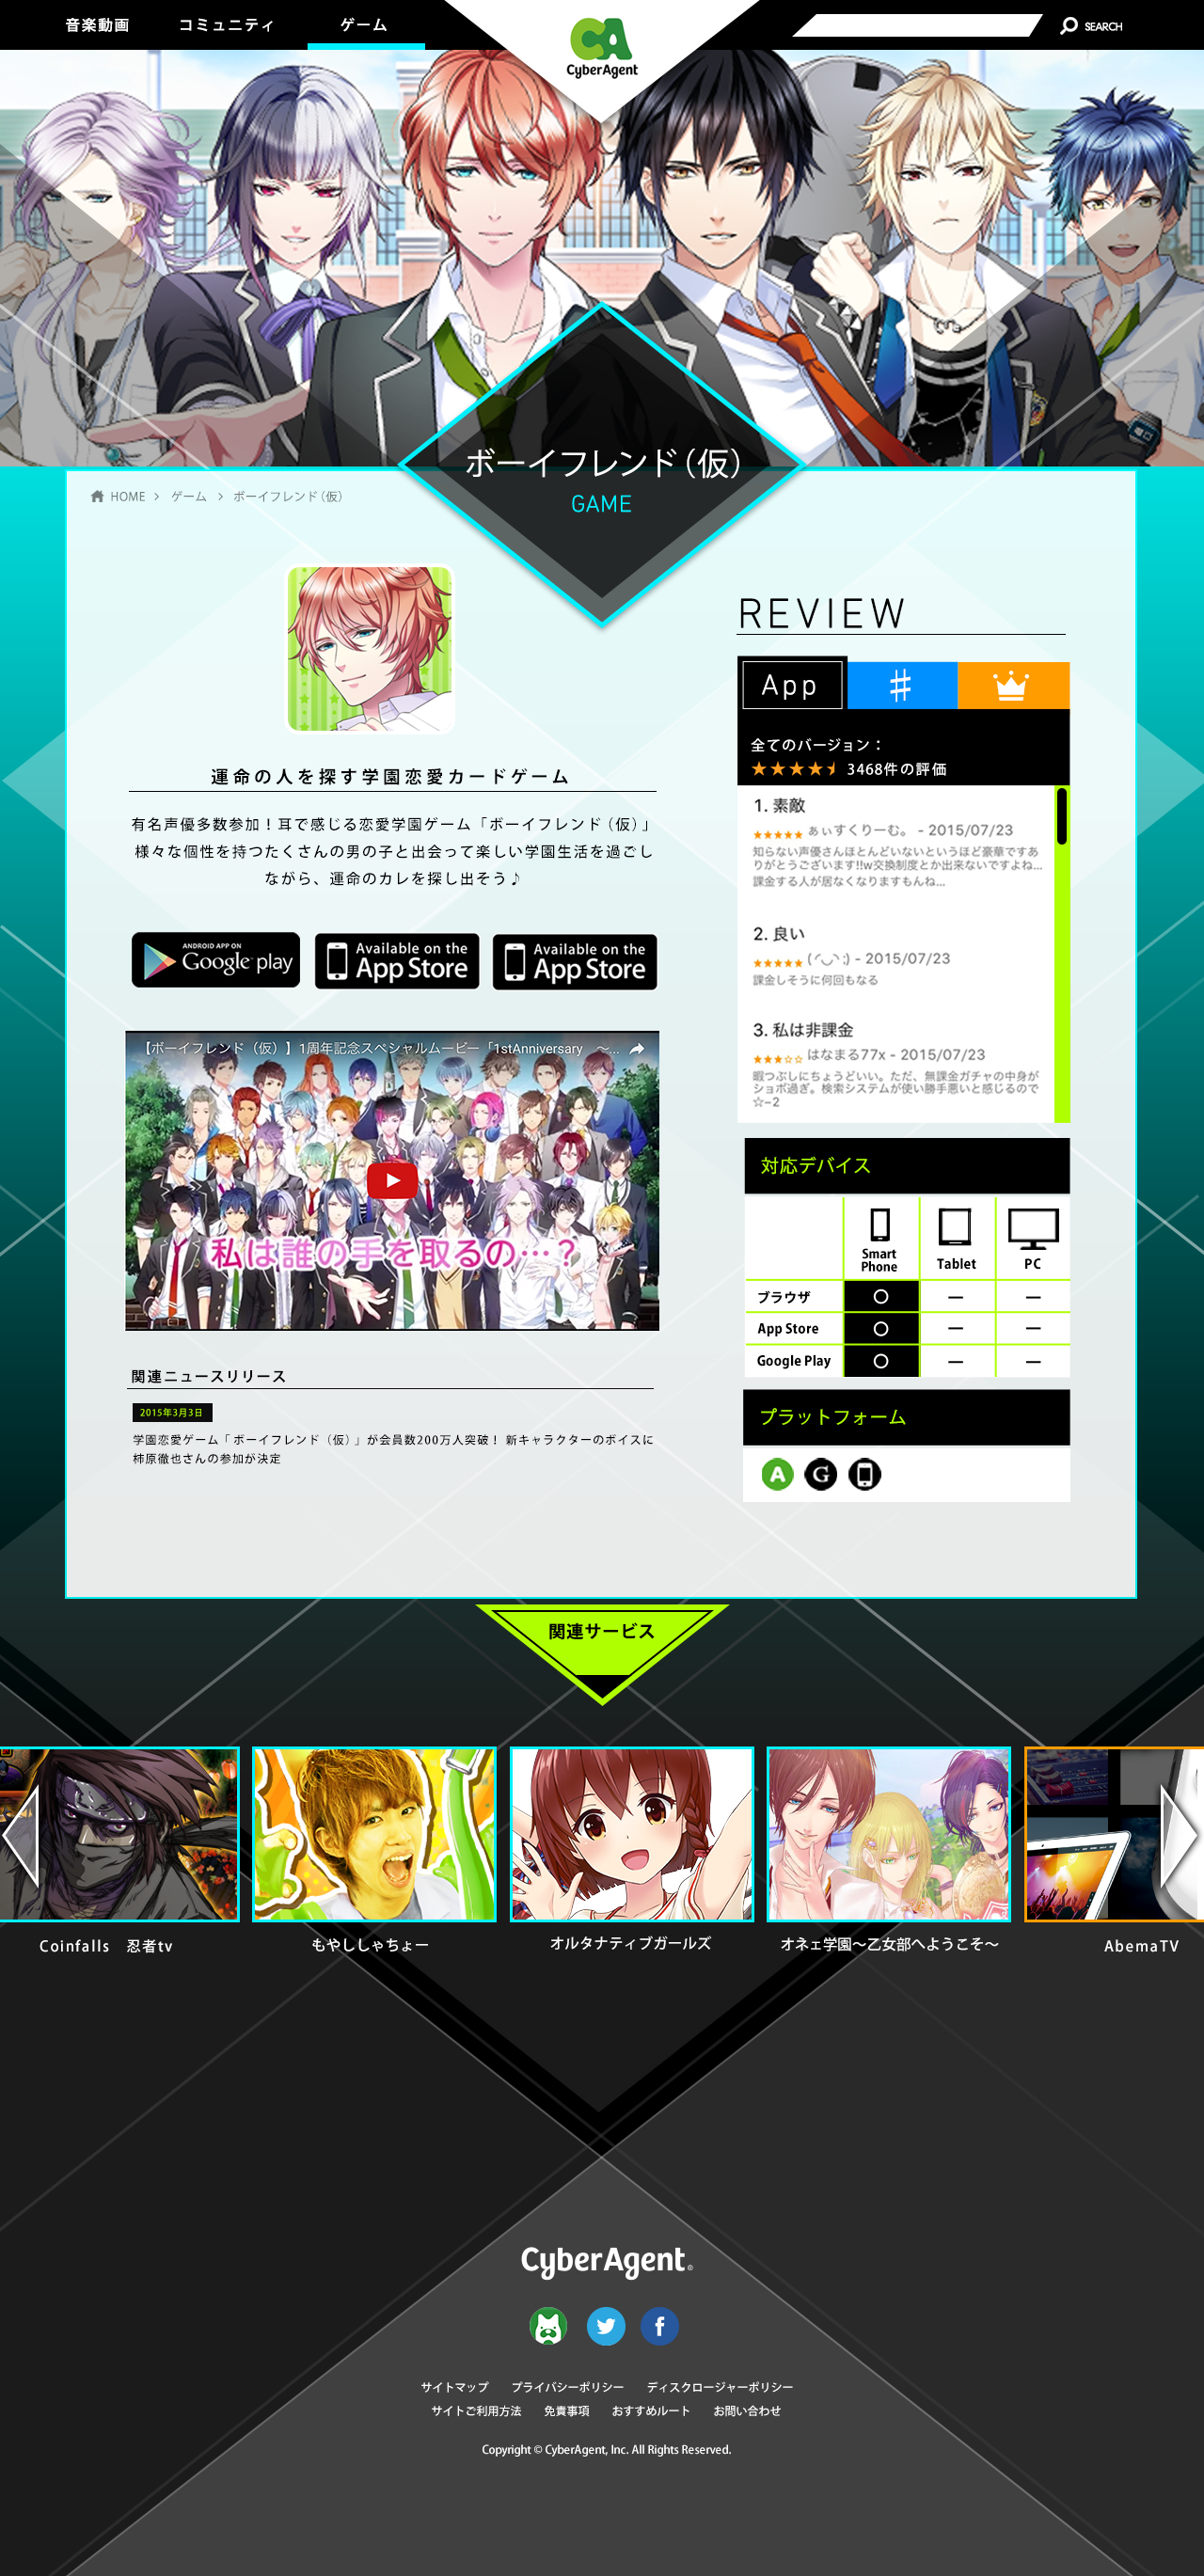 音楽動画
コミュニティ
ゲーム
CA
CyberAgent
SEARCH
ボーイフレンド（仮）
GAME
HOME > ゲーム > ボーイフレンド（仮）
運命の人を探す学園恋愛カードゲーム
有名声優多数参加！耳で感じる恋愛学園ゲーム「ボーイフレンド（仮）」
様々な個性を持つたくさんの男の子と出会って楽しい学園生活を過ごし
ながら、運命のカレを探し出そう♪
ANDROID APP ON
Google play
Available on the
App Store
Available on the
App Store
【ボーイフレンド（仮）】1周年記念スペシャルムービー「1stAnniversary　～...
私は誰の手を取るの…？
関連ニュースリリース
2015年3月3日
学園恋愛ゲーム「ボーイフレンド（仮）」が会員数200万人突破！ 新キャラクターのボイスに
柿原徹也さんの参加が決定
REVIEW
App
全てのバージョン：
3468件の評価
1. 素敵
★★★★★ ぁぃすくりーむ。 - 2015/07/23
知らない声優さんほとんどいないというほど豪華ですあ
りがとうございます!!w交換制度とか出来ないですよね...
課金する人が居なくなりますもんね...
2. 良い
★★★★★ (◜◡◝ :) - 2015/07/23
課金しそうに何回もなる
3. 私は非課金
★★★☆☆ はなまる77x - 2015/07/23
暇つぶしにちょうどいい。ただ、無課金ガチャの中身が
ショボ過ぎ。検索システムが使い勝手悪いと感じるので
☆−2
対応デバイス
Smart
Phone
Tablet
PC
ブラウザ ○ ー ー
App Store ○ ー ー
Google Play ○ ー ー
プラットフォーム
A G
関連サービス
Coinfalls　忍者tv
もやししゃちょー
オルタナティブガールズ
オネェ学園～乙女部へようこそ～
AbemaTV
CyberAgent®
サイトマップ　プライバシーポリシー　ディスクロージャーポリシー
サイトご利用方法　免責事項　おすすめルート　お問い合わせ
Copyright © CyberAgent, Inc. All Rights Reserved.